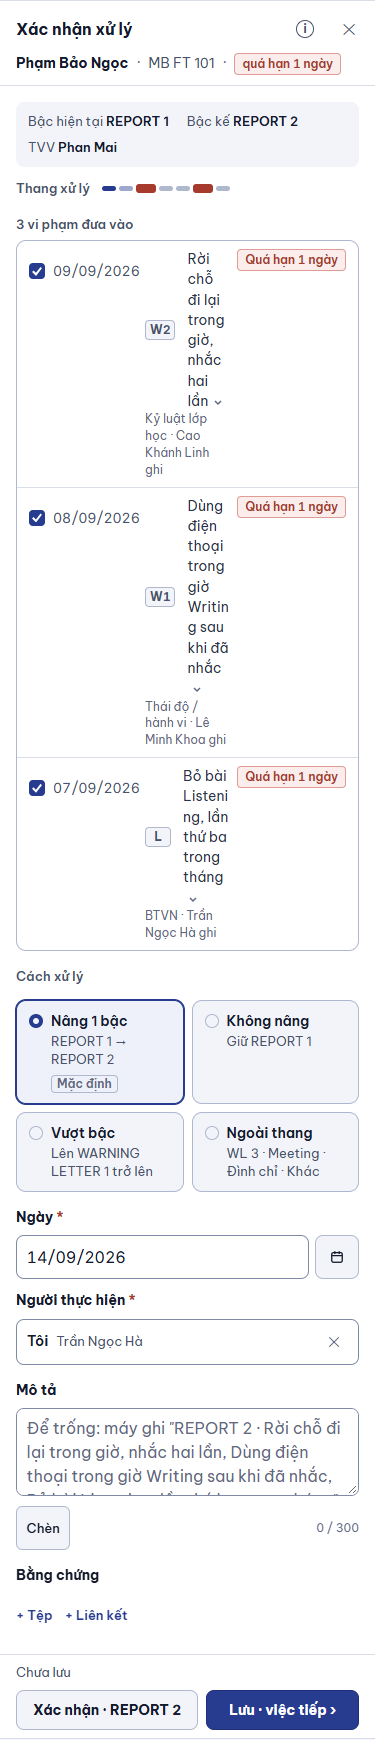 Xác nhận xử lý
Phạm Bảo Ngọc · MB FT 101 · quá hạn 1 ngày
Bậc hiện tại REPORT 1 Bậc kế REPORT 2
TVV Phan Mai
Thang xử lý
3 vi phạm đưa vào
09/09/2026
W2
Rời
chỗ
đi lại
trong
giờ,
nhắc
hai
lần
Quá hạn 1 ngày
Kỷ luật lớp
học · Cao
Khánh Linh
ghi
08/09/2026
W1
Dùng
điện
thoại
trong
giờ
Writin
g sau
khi đã
nhắc
Quá hạn 1 ngày
Thái độ /
hành vi · Lê
Minh Khoa ghi
07/09/2026
L
Bỏ bài
Listeni
ng, lần
thứ ba
trong
tháng
Quá hạn 1 ngày
BTVN · Trần
Ngọc Hà ghi
Cách xử lý
Nâng 1 bậc
REPORT 1 →
REPORT 2
Mặc định
Không nâng
Giữ REPORT 1
Vượt bậc
Lên WARNING
LETTER 1 trở lên
Ngoài thang
WL 3 · Meeting ·
Đình chỉ · Khác
Ngày *
14/09/2026
Người thực hiện *
Tôi Trần Ngọc Hà
Mô tả
Để trống: máy ghi "REPORT 2 · Rời chỗ đi
lại trong giờ, nhắc hai lần, Dùng điện
thoại trong giờ Writing sau khi đã nhắc,
Chèn
0 / 300
Bằng chứng
+ Tệp + Liên kết
Chưa lưu
Xác nhận · REPORT 2
Lưu · việc tiếp ›